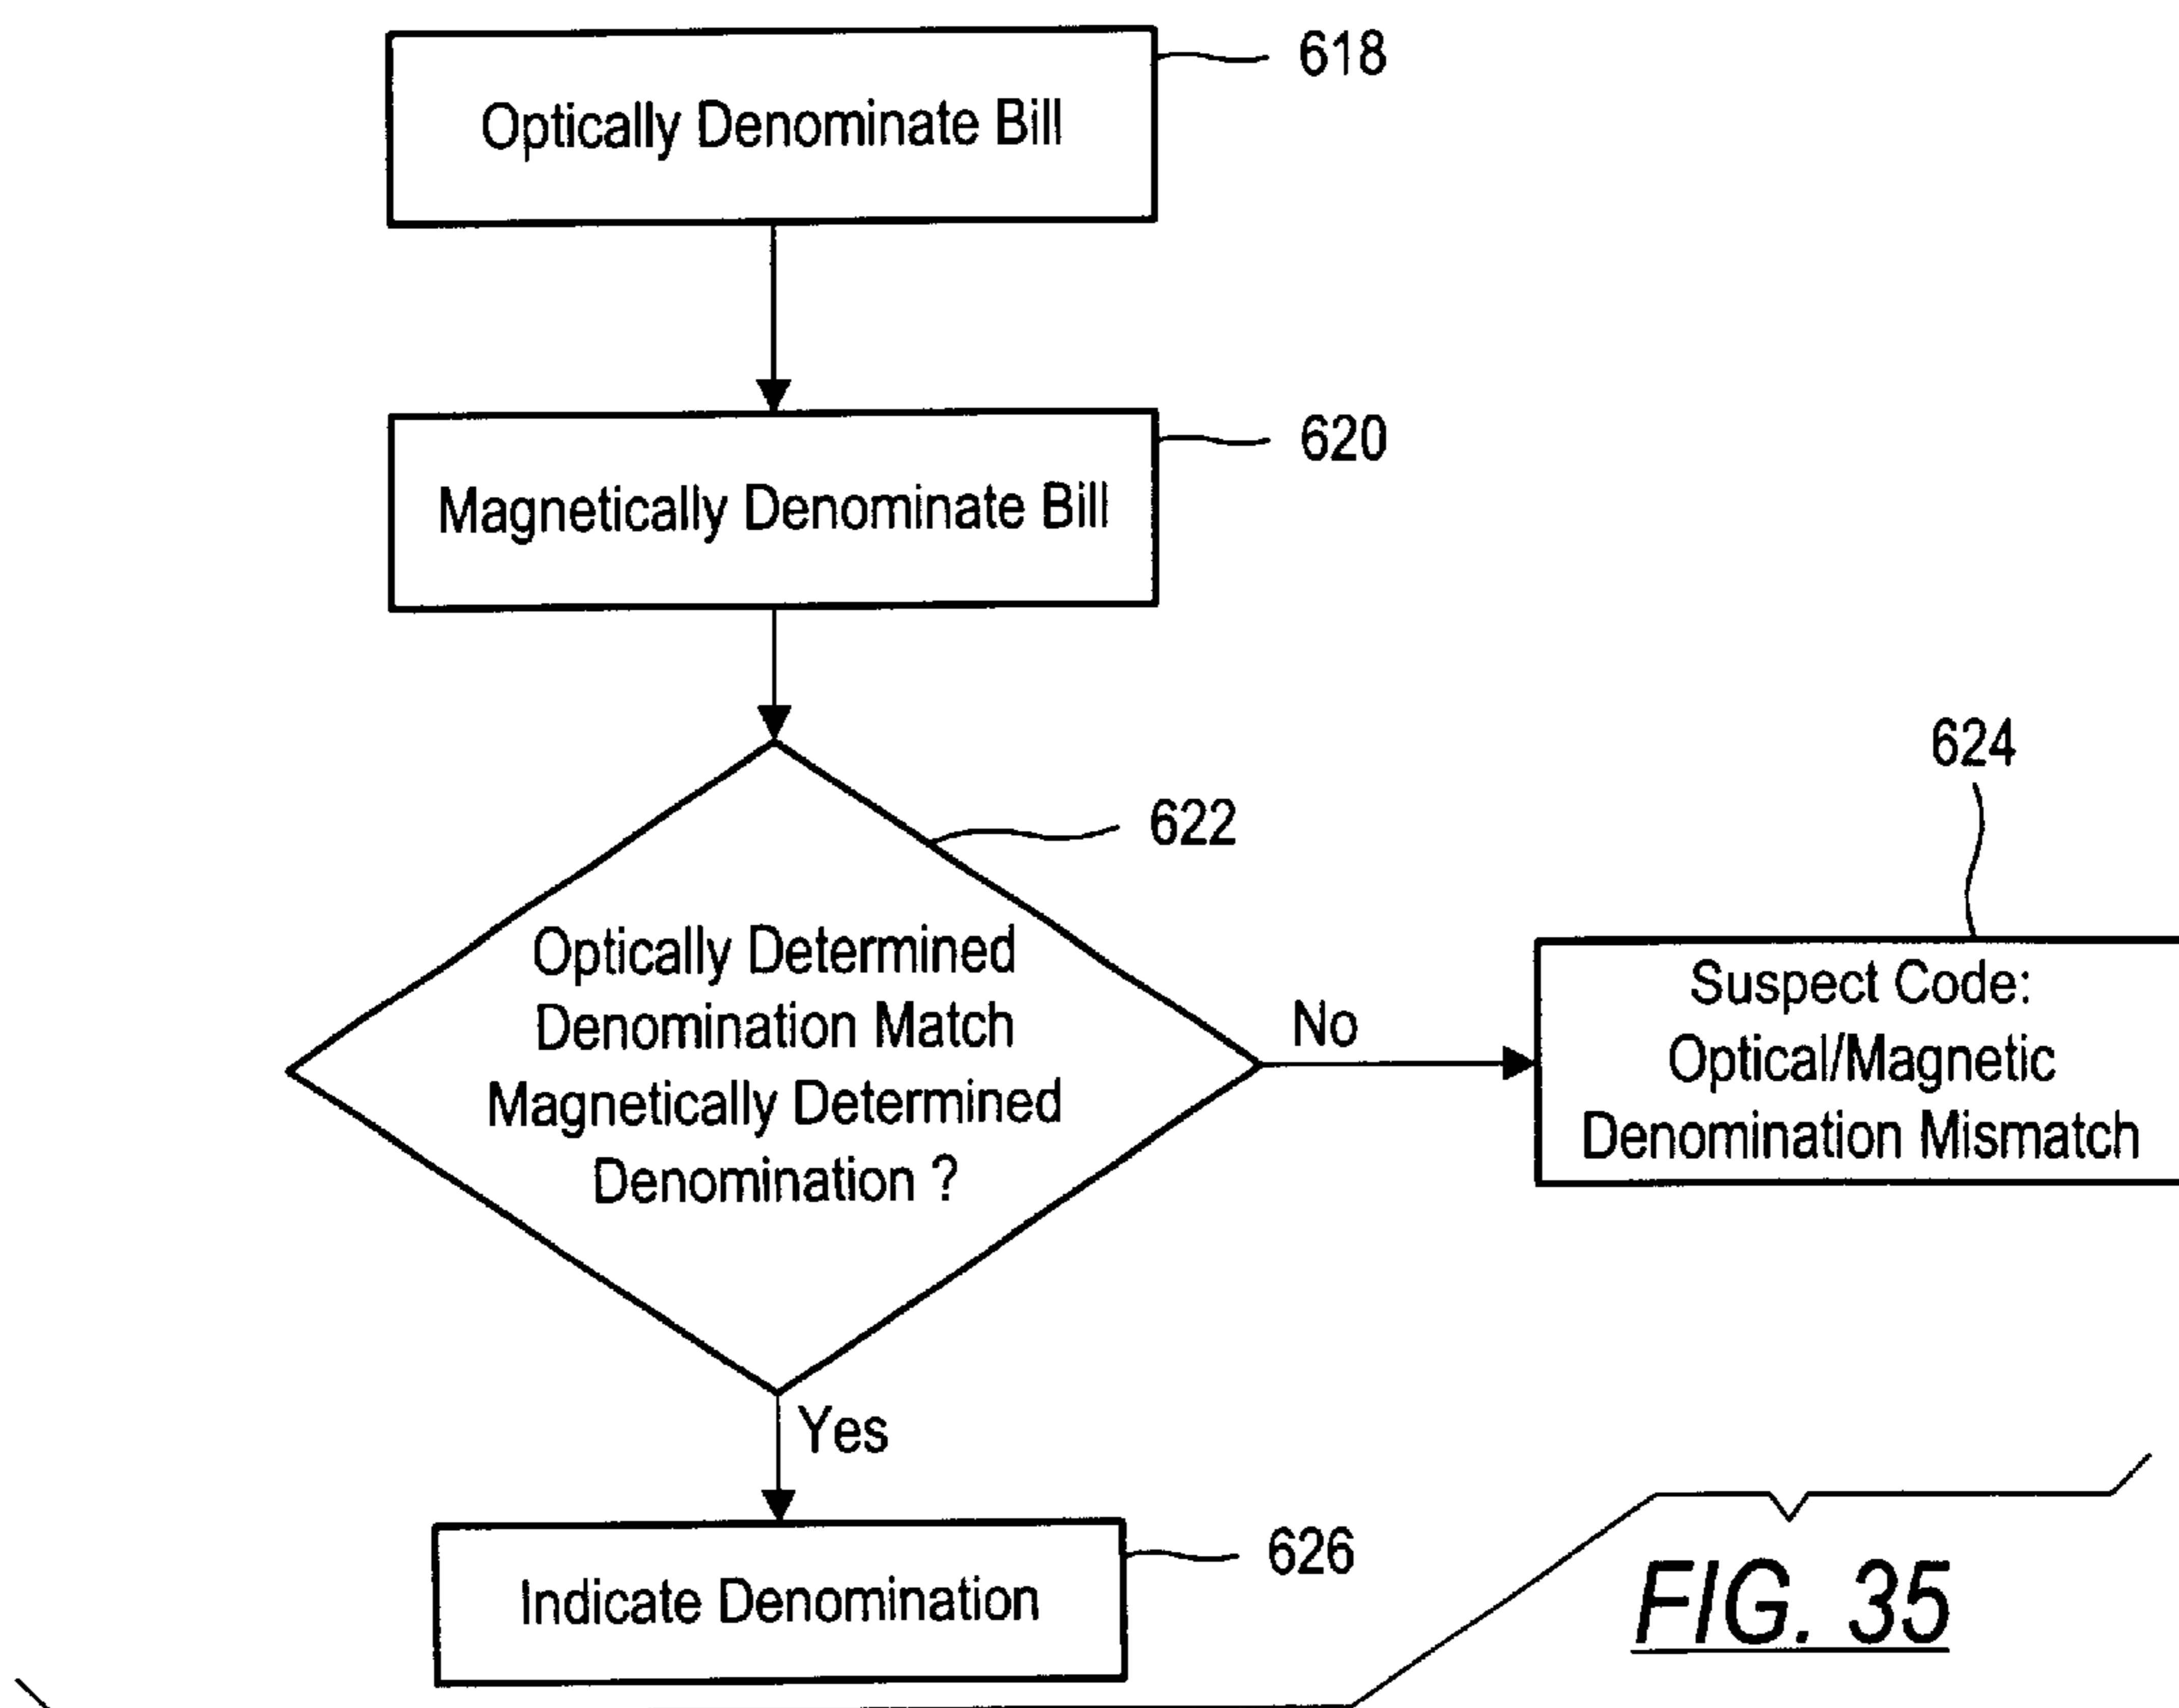 618
Optically Denominate Bill
620
Magnetically Denominate Bill
622
Optically Determined
Denomination Match
Magnetically Determined
Denomination ?
No
624
Suspect Code:
Optical/Magnetic
Denomination Mismatch
Yes
626
Indicate Denomination
FIG. 35